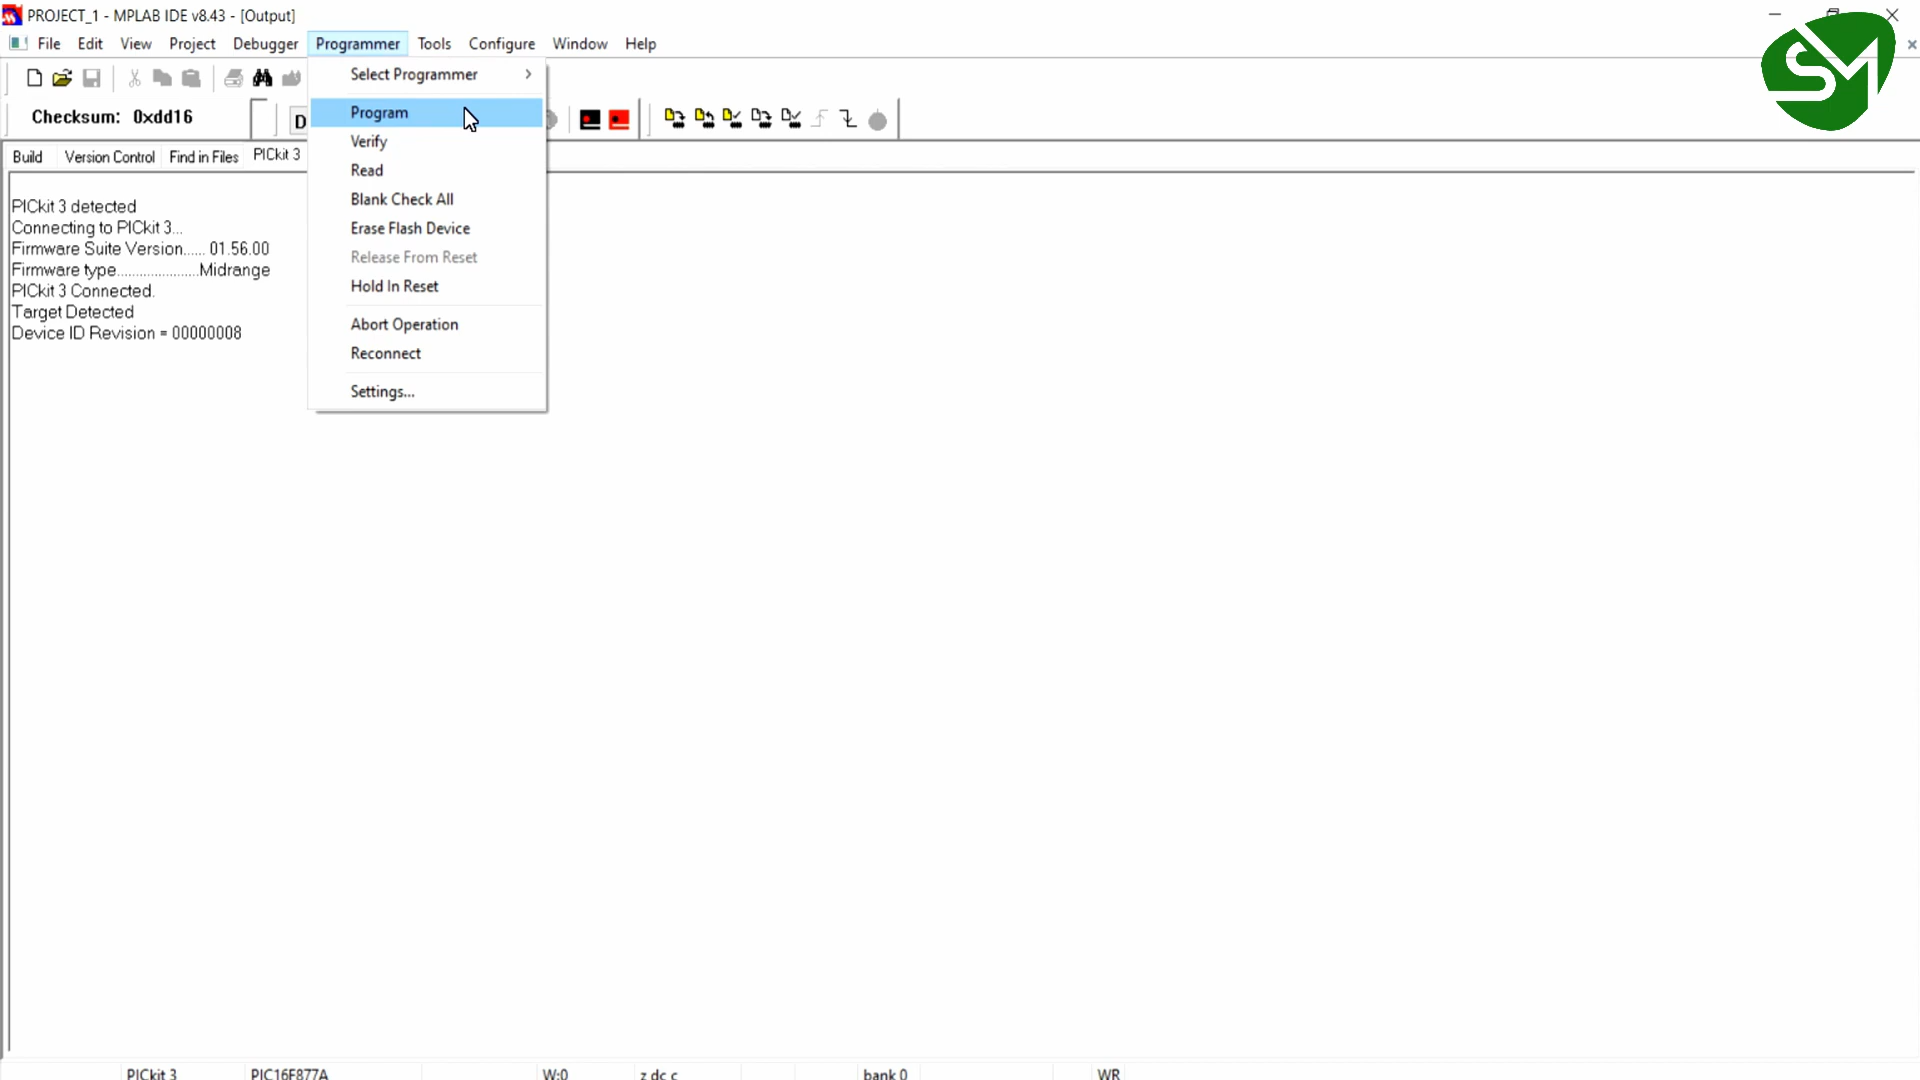 PROJECT_1 - MPLAB IDE v8.43 - [Output]
File Edit View Project Debugger Programmer Tools Configure Window Help
Select Programmer
Checksum: 0xdd16
D
Program
Verify
Build Version Control Find in Files PICkit 3
Read
Blank Check All
Erase Flash Device
Release From Reset
Hold In Reset
Abort Operation
Reconnect
Settings...
PICkit 3 detected
Connecting to PICkit 3...
Firmware Suite Version...... 01.56.00
Firmware type......................Midrange
PICkit 3 Connected.
Target Detected
Device ID Revision = 00000008
PICkit 3 PIC16F877A W:0 z dc c bank 0 WR
SM